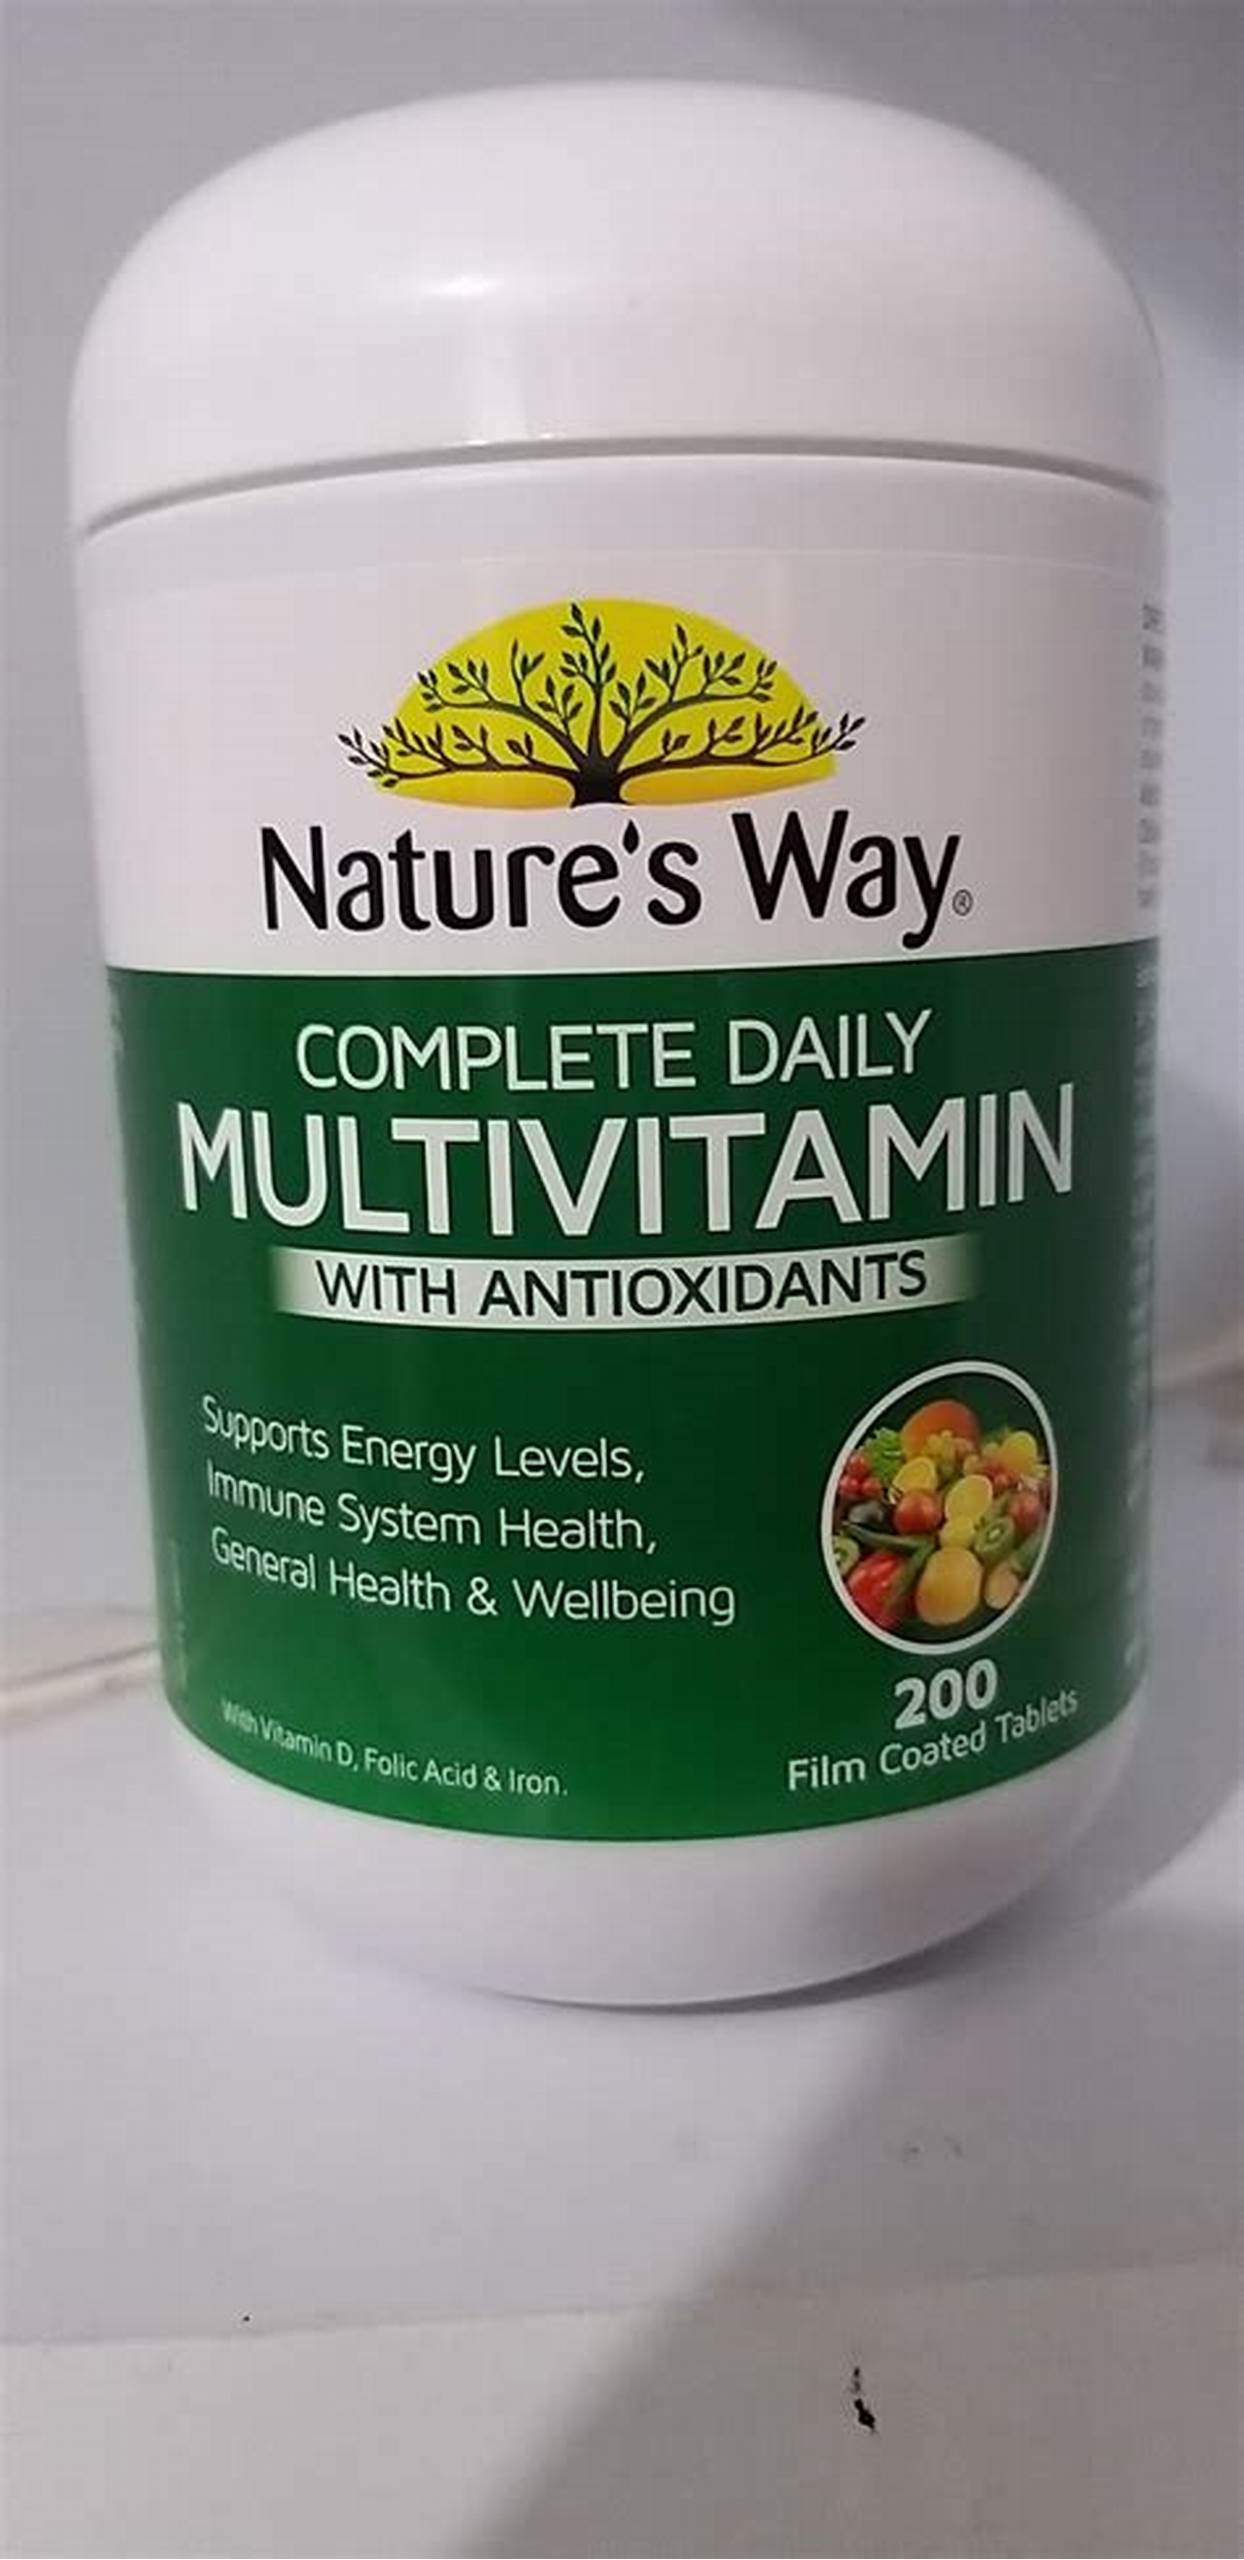 Nature's Way®
COMPLETE DAILY
MULTIVITAMIN
WITH ANTIOXIDANTS
Supports Energy Levels,
Immune System Health,
General Health & Wellbeing
200
Film Coated Tablets
With Vitamin D, Folic Acid & Iron.